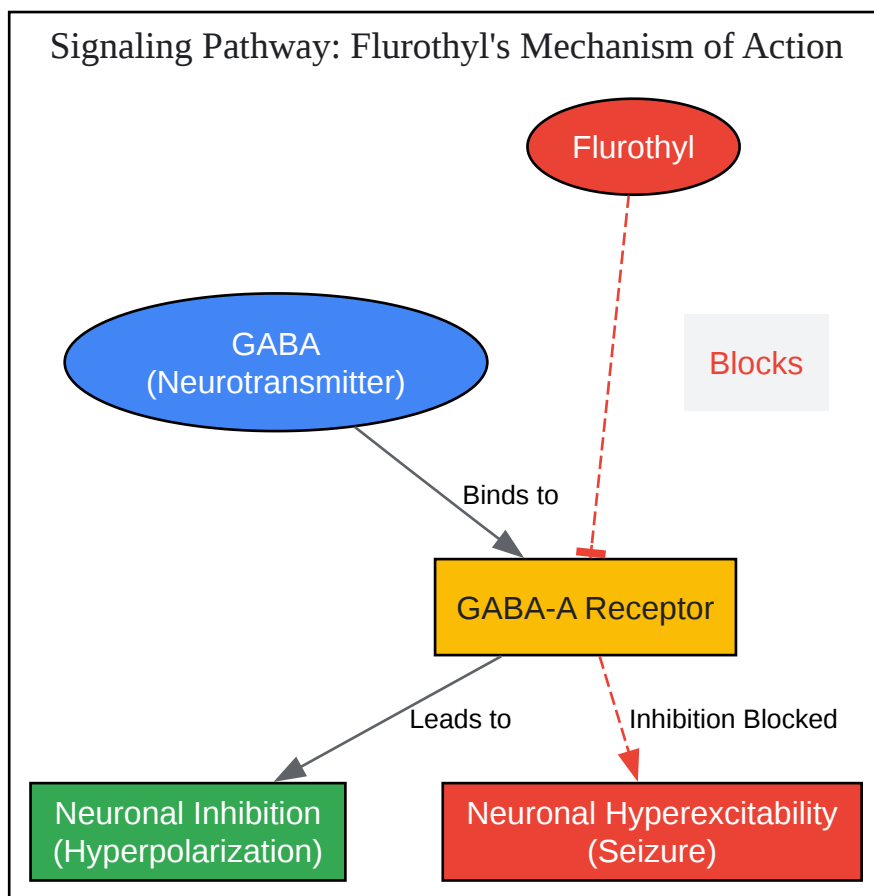 Signaling Pathway: Flurothyl's Mechanism of Action
Flurothyl
GABA
(Neurotransmitter)
Blocks
Binds to
GABA-A Receptor
Leads to
Inhibition Blocked
Neuronal Inhibition
(Hyperpolarization)
Neuronal Hyperexcitability
(Seizure)